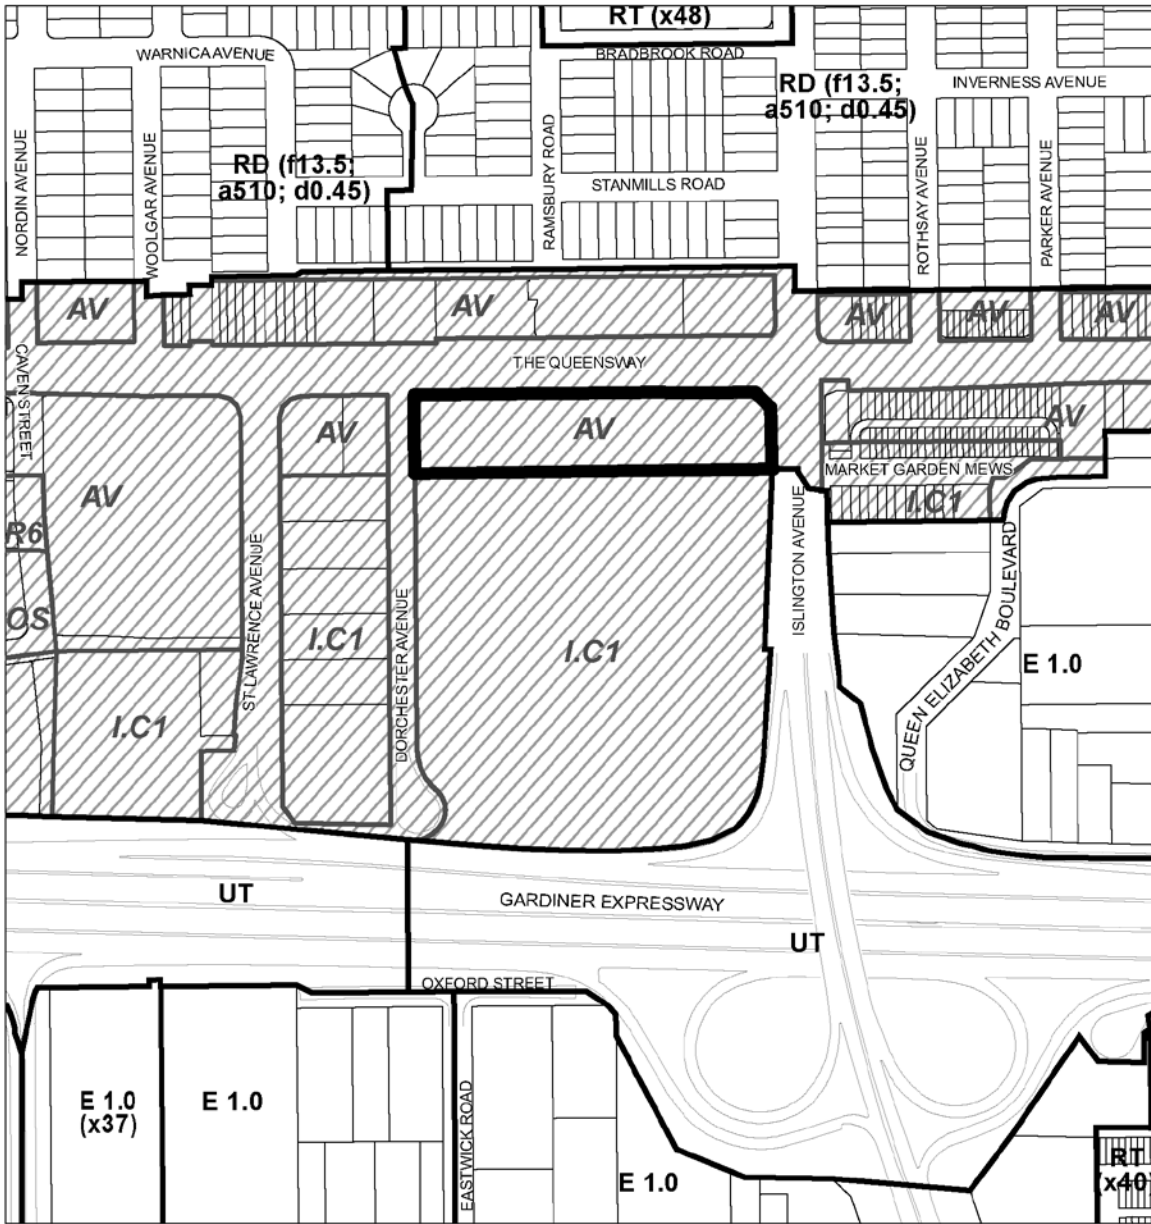 RT (x48)
WARNICA AVENUE
BRADBROOK ROAD
RD (f13.5;
a510; d0.45)
INVERNESS AVENUE
NORDIN AVENUE
WOOLGAR AVENUE
RD (f13.5;
a510; d0.45)
RAMSBURY ROAD
STANMILLS ROAD
ROTHSAY AVENUE
PARKER AVENUE
AV
AV
AV
AV
AV
CAVEN STREET
THE QUEENSWAY
AV
AV
AV
AV
MARKET GARDEN MEWS
I.C1
R6
OS
ST LAWRENCE AVENUE
I.C1
DORCHESTER AVENUE
I.C1
ISLINGTON AVENUE
QUEEN ELIZABETH BOULEVARD
E 1.0
I.C1
UT
GARDINER EXPRESSWAY
UT
OXFORD STREET
E 1.0
(x37)
E 1.0
EASTWICK ROAD
E 1.0
RT
(x40)